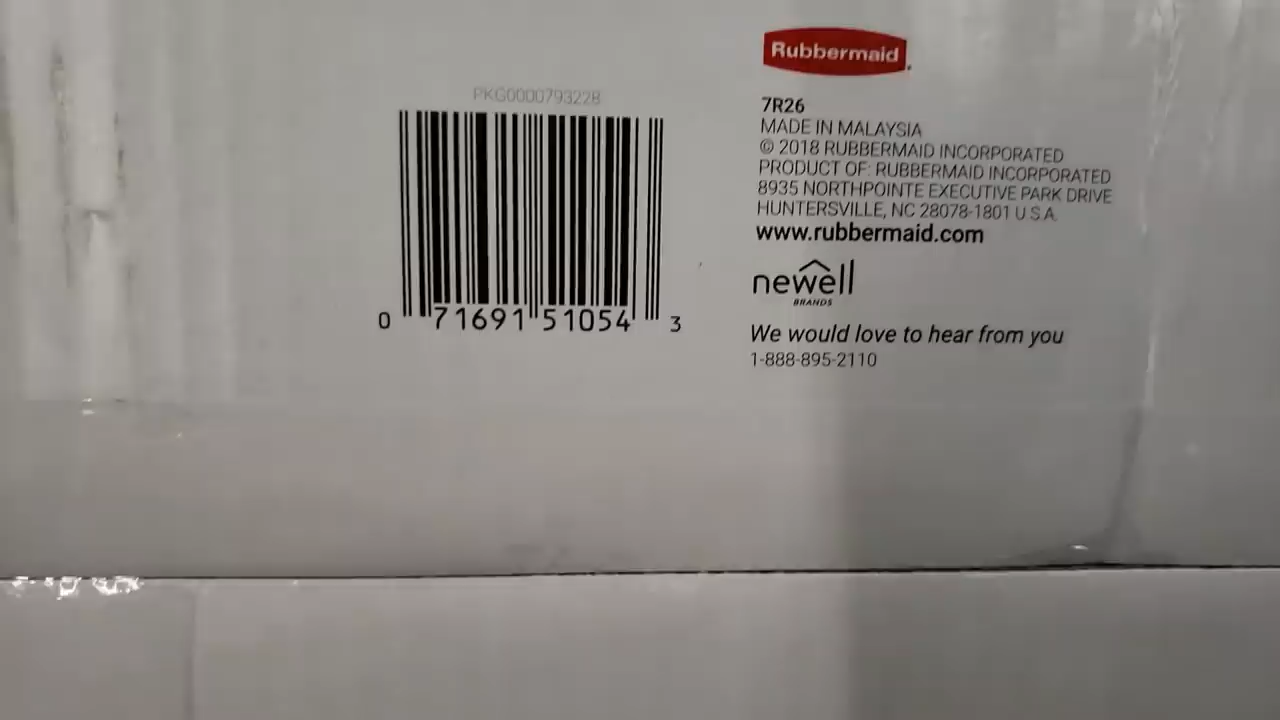 Rubbermaid
PKG0000793228
0 71691 51054 3
7R26
MADE IN MALAYSIA
© 2018 RUBBERMAID INCORPORATED
PRODUCT OF: RUBBERMAID INCORPORATED
8935 NORTHPOINTE EXECUTIVE PARK DRIVE
HUNTERSVILLE, NC 28078-1801 U.S.A.
www.rubbermaid.com
newell
BRANDS
We would love to hear from you
1-888-895-2110